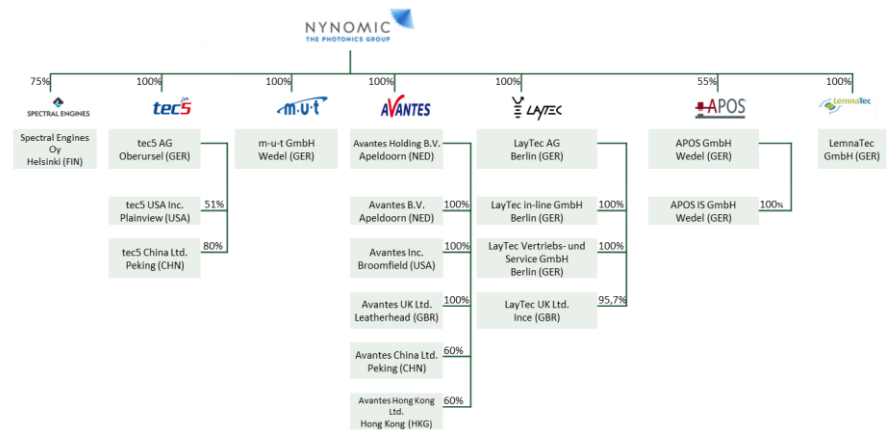 NYNOMIC
THE PHOTONICS GROUP
75%
100%
100%
100%
100%
55%
100%
SPECTRAL ENGINES
tec5
m·u·t
AVANTES
LAYTEC
APOS
LemnaTec
Spectral Engines
Oy
Helsinki (FIN)
tec5 AG
Oberursel (GER)
m-u-t GmbH
Wedel (GER)
Avantes Holding B.V.
Apeldoorn (NED)
LayTec AG
Berlin (GER)
APOS GmbH
Wedel (GER)
LemnaTec
GmbH (GER)
tec5 USA Inc.
Plainview (USA)
51%
Avantes B.V.
Apeldoorn (NED)
100%
LayTec in-line GmbH
Berlin (GER)
100%
APOS IS GmbH
Wedel (GER)
100%
tec5 China Ltd.
Peking (CHN)
80%
Avantes Inc.
Broomfield (USA)
100%
LayTec Vertriebs- und
Service GmbH
Berlin (GER)
100%
Avantes UK Ltd.
Leatherhead (GBR)
100%
LayTec UK Ltd.
Ince (GBR)
95,7%
Avantes China Ltd.
Peking (CHN)
60%
Avantes Hong Kong
Ltd.
Hong Kong (HKG)
60%